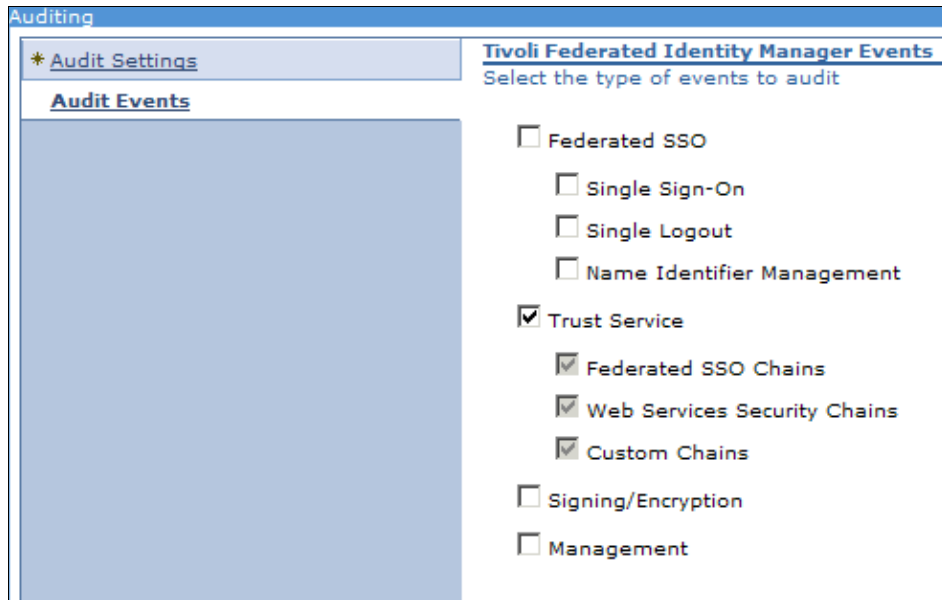 Auditing
* Audit Settings
Audit Events
Tivoli Federated Identity Manager Events
Select the type of events to audit
Federated SSO
Single Sign-On
Single Logout
Name Identifier Management
Trust Service
Federated SSO Chains
Web Services Security Chains
Custom Chains
Signing/Encryption
Management